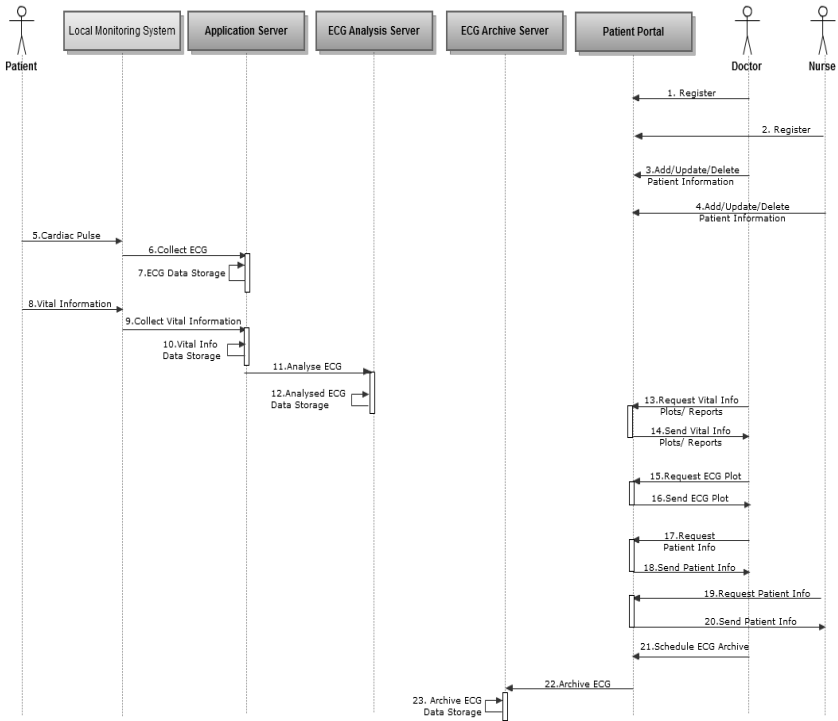 Local Monitoring System
Application Server
ECG Analysis Server
ECG Archive Server
Patient Portal
Patient
Doctor
Nurse
1. Register
2. Register
3.Add/Update/Delete
Patient Information
4.Add/Update/Delete
Patient Information
5.Cardiac Pulse
6.Collect ECG
7.ECG Data Storage
8.Vital Information
9.Collect Vital Information
10.Vital Info
Data Storage
11.Analyse ECG
12.Analysed ECG
Data Storage
13.Request Vital Info
Plots/ Reports
14.Send Vital Info
Plots/ Reports
15.Request ECG Plot
16.Send ECG Plot
17.Request
Patient Info
18.Send Patient Info
19.Request Patient Info
20.Send Patient Info
21.Schedule ECG Archive
22.Archive ECG
23. Archive ECG
Data Storage